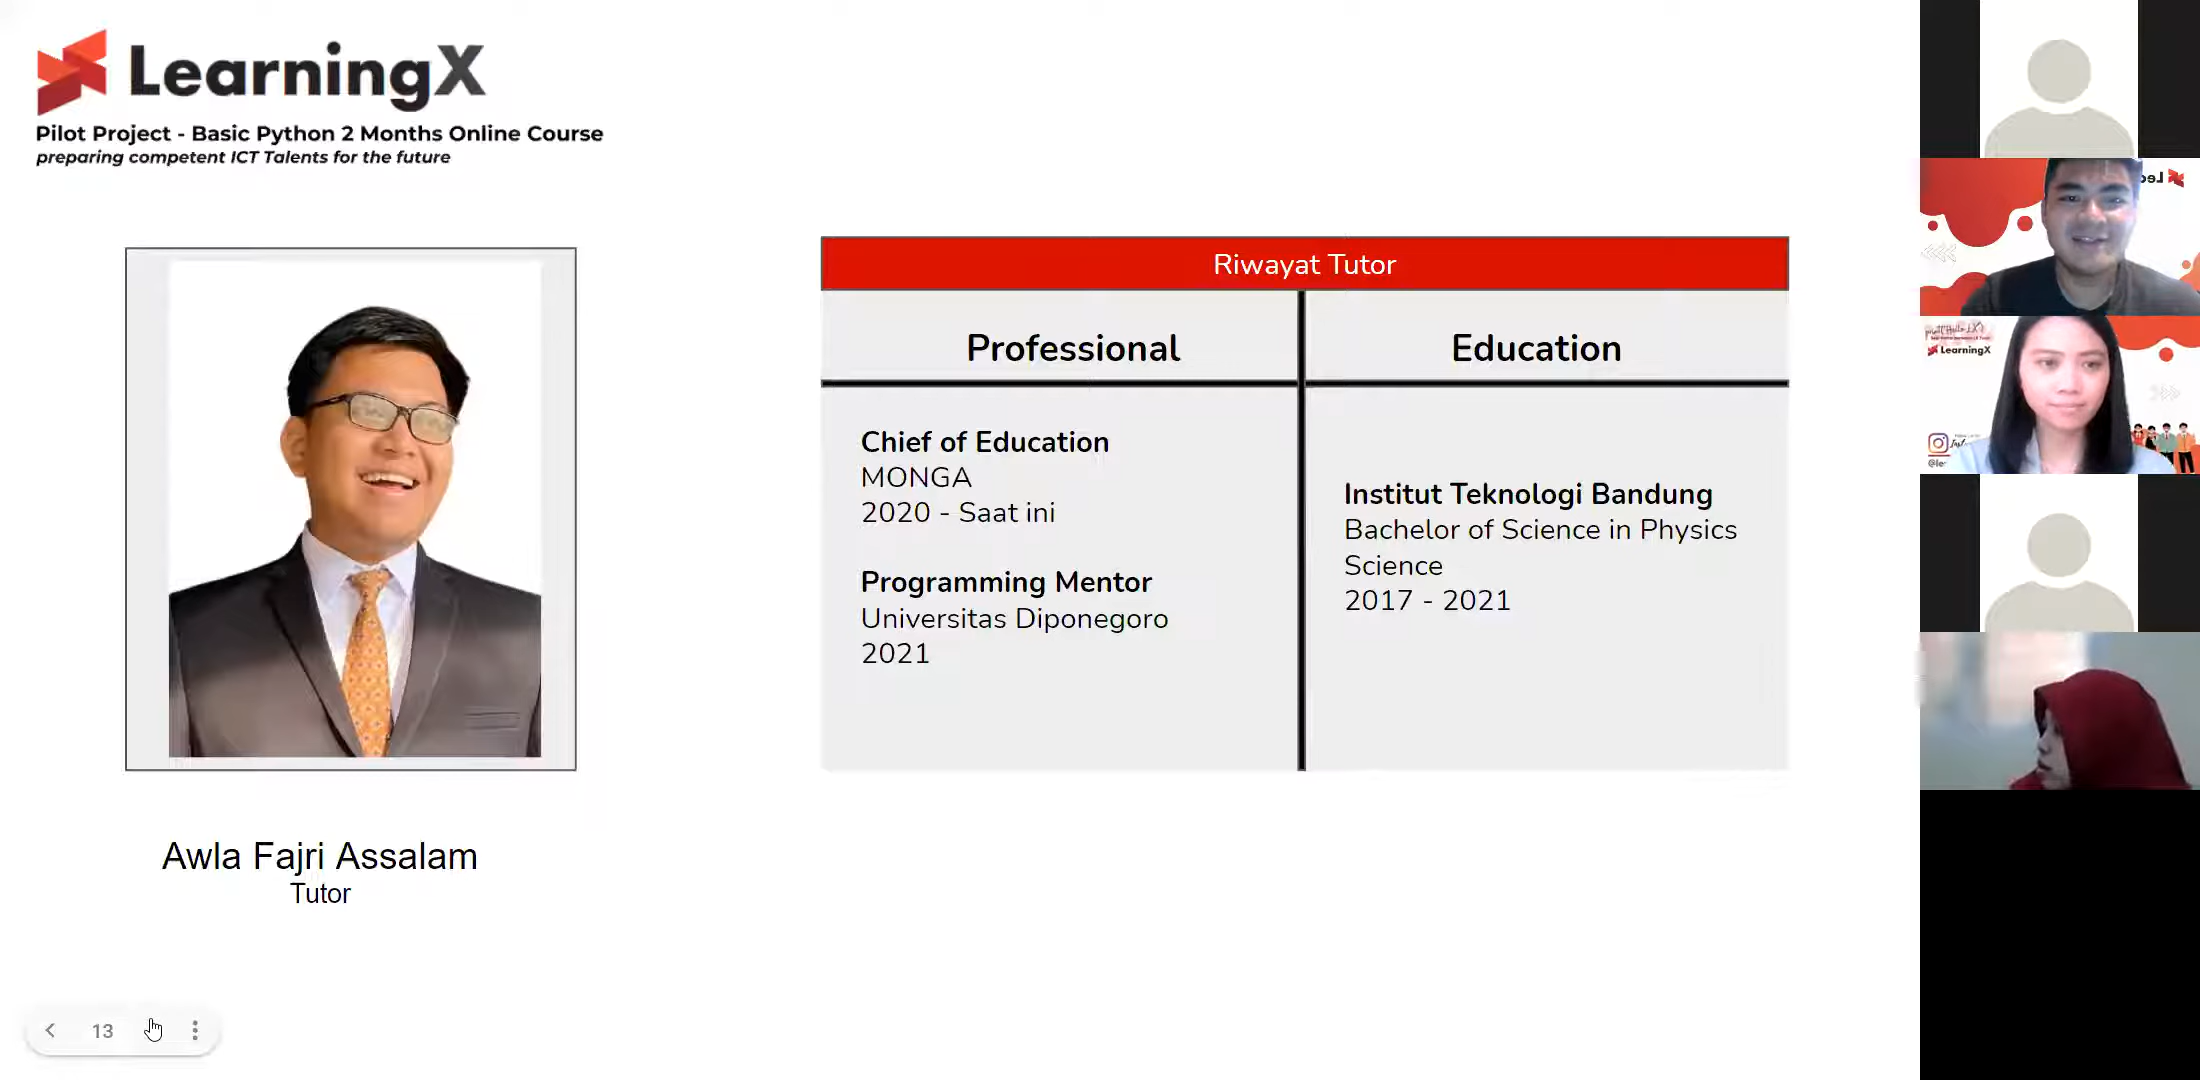 LearningX
Pilot Project - Basic Python 2 Months Online Course
preparing competent ICT Talents for the future
Riwayat Tutor
Professional
Education
Chief of Education
MONGA
2020 - Saat ini
Programming Mentor
Universitas Diponegoro
2021
Institut Teknologi Bandung
Bachelor of Science in Physics
Science
2017 - 2021
Awla Fajri Assalam
Tutor
13
LearningX